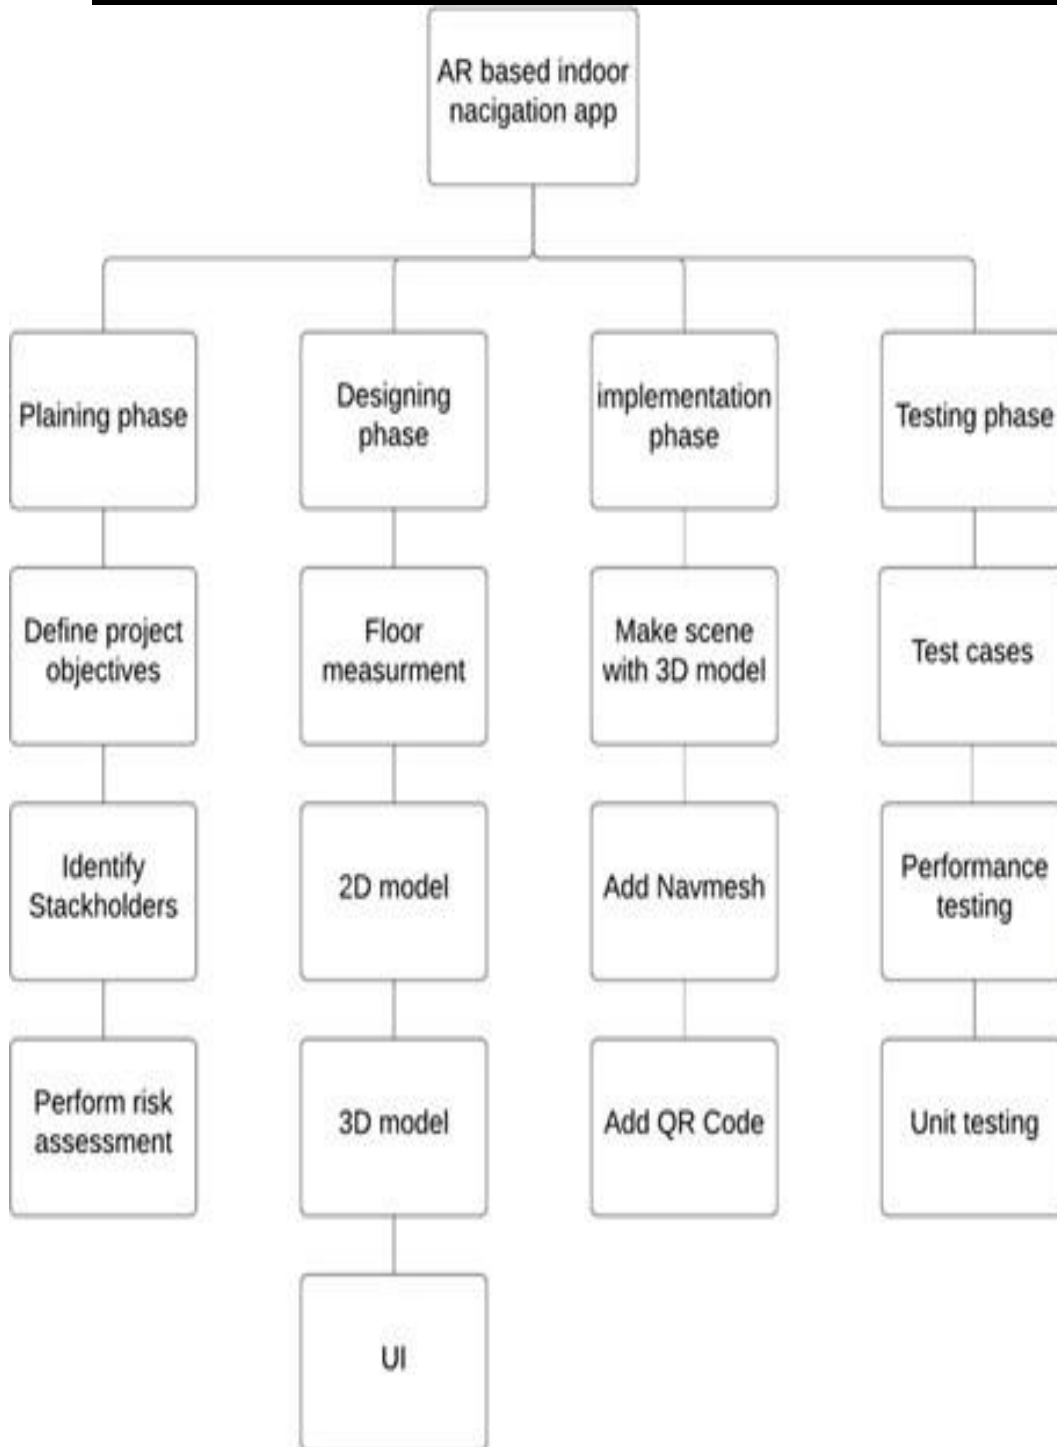 AR based indoor
nacigation app
Plaining phase
Designing
phase
implementation
phase
Testing phase
Define project
objectives
Floor
measurment
Make scene
with 3D model
Test cases
Identify
Stackholders
2D model
Add Navmesh
Performance
testing
Perform risk
assessment
3D model
Add QR Code
Unit testing
UI